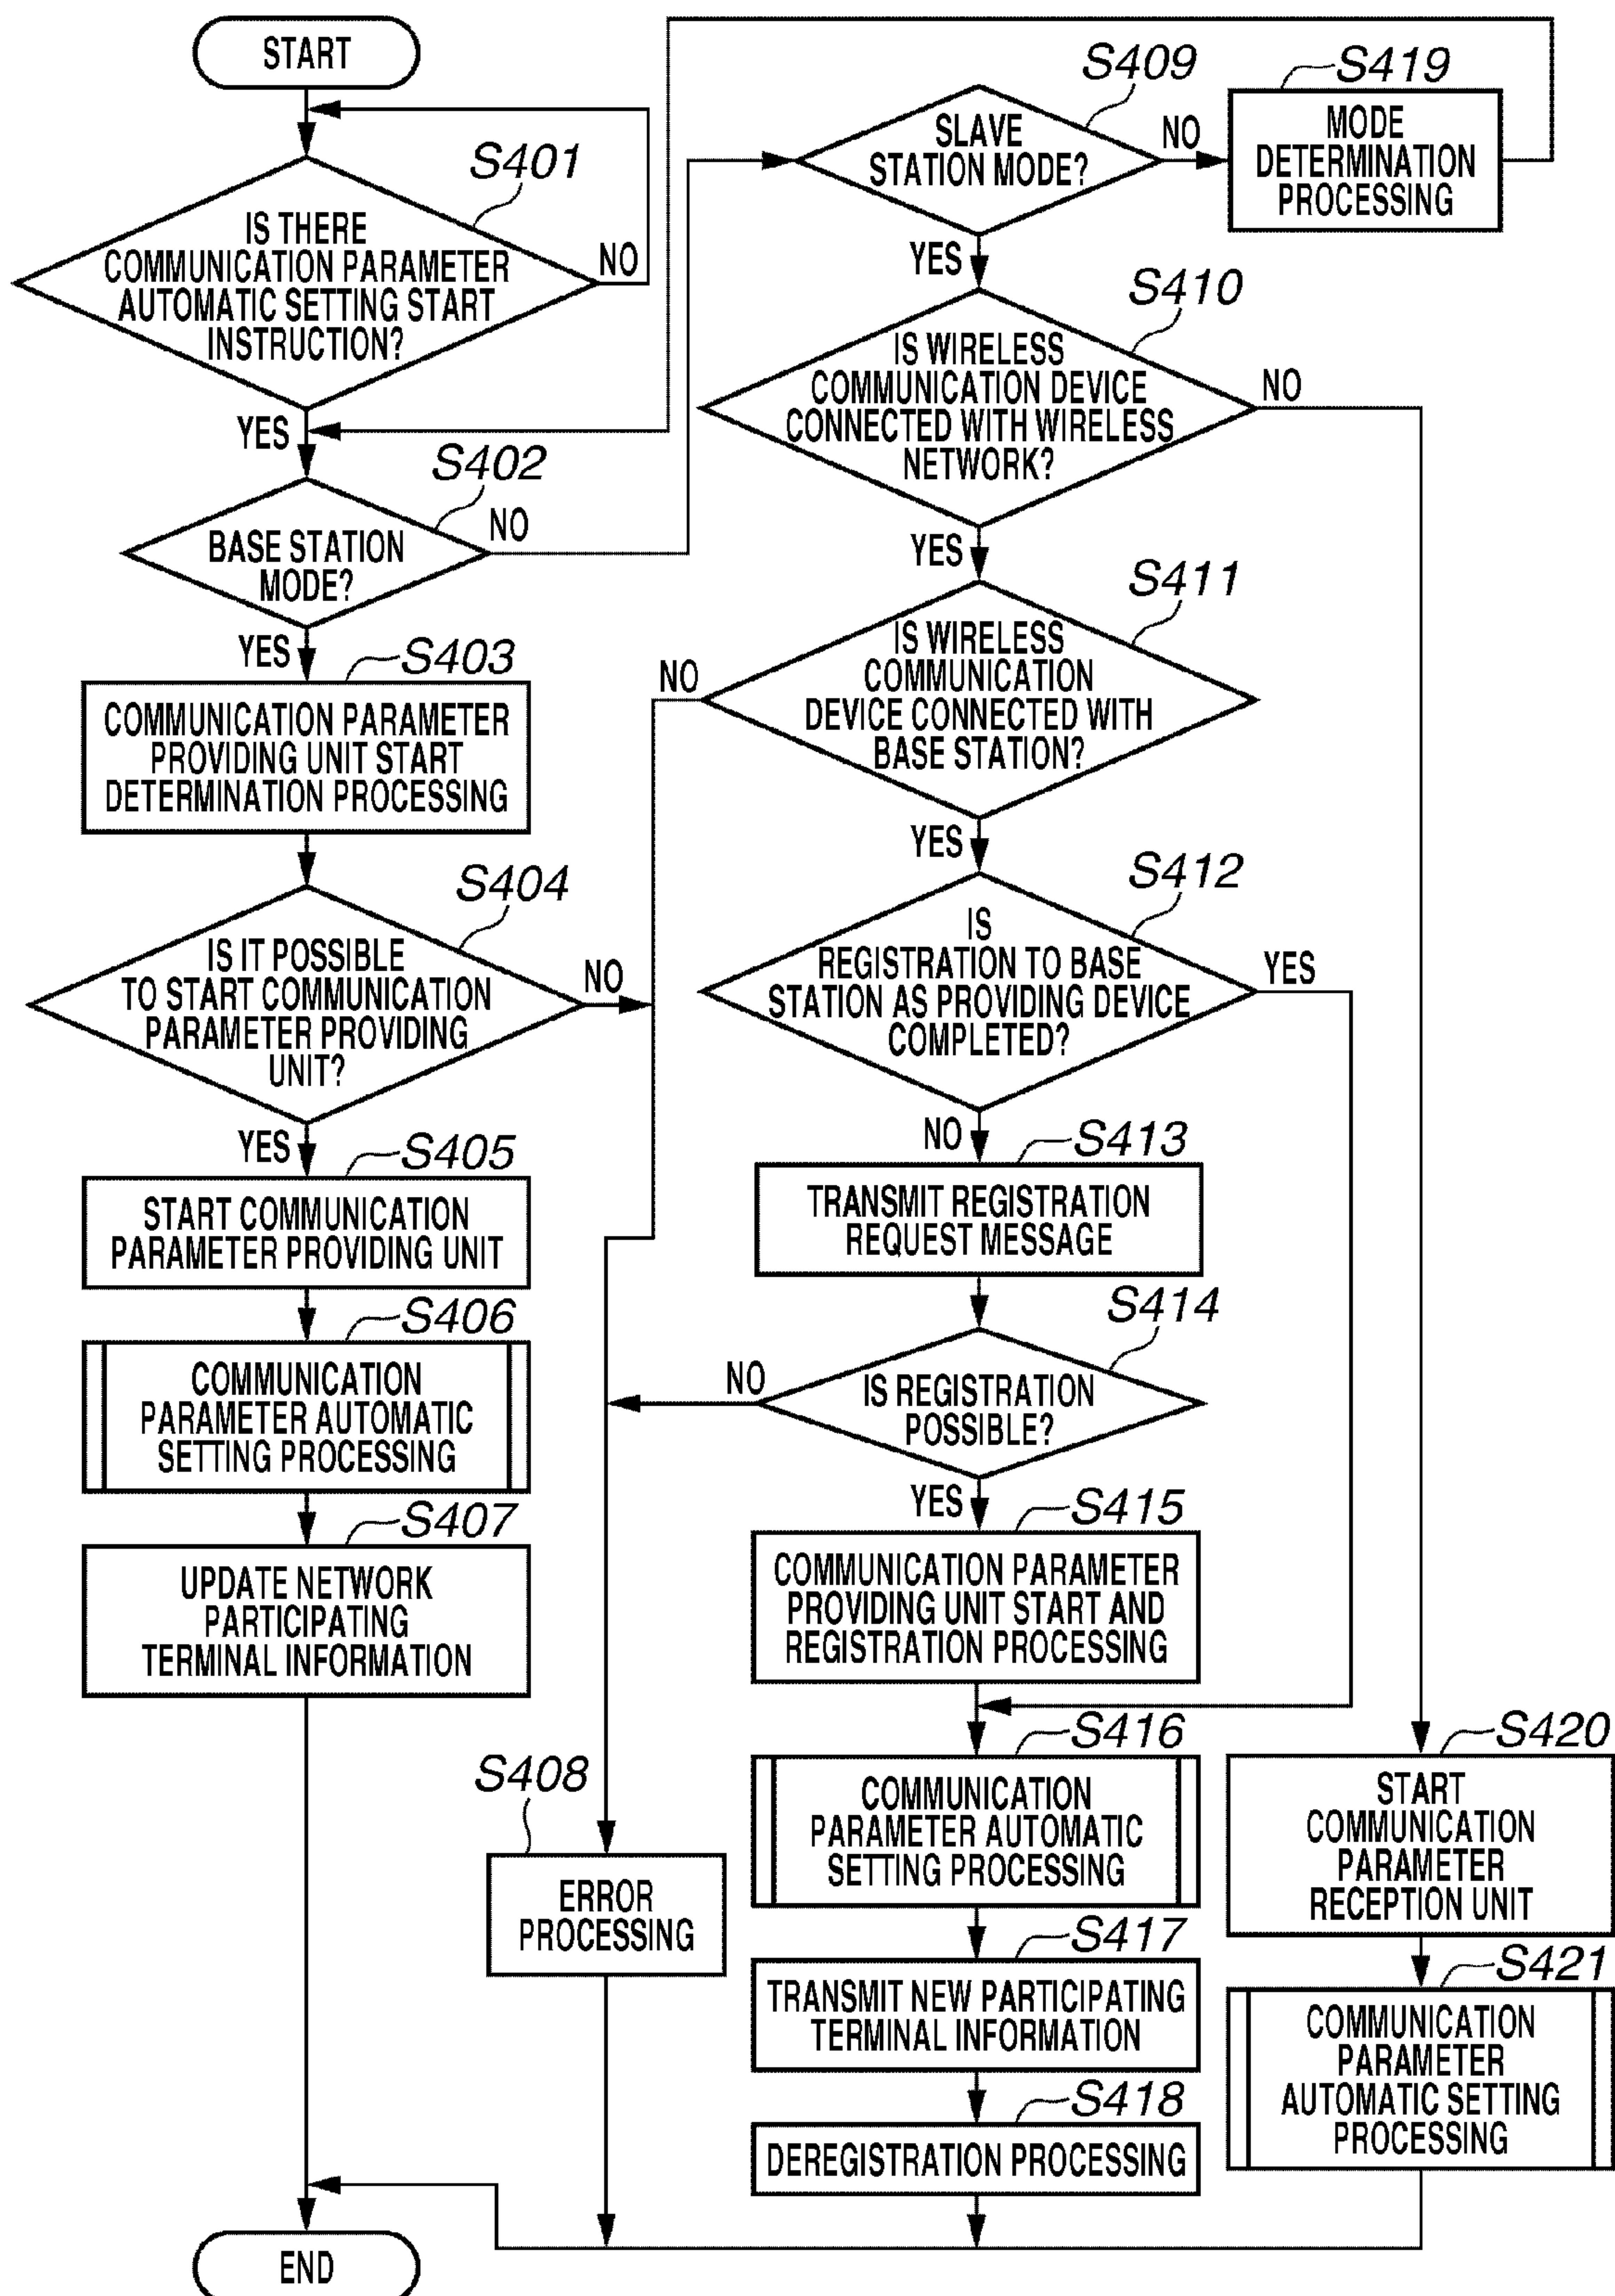 START
S401
IS THERE
COMMUNICATION PARAMETER
AUTOMATIC SETTING START
INSTRUCTION?
NO
YES
S402
BASE STATION
MODE?
NO
YES
S403
COMMUNICATION PARAMETER
PROVIDING UNIT START
DETERMINATION PROCESSING
S404
IS IT POSSIBLE
TO START COMMUNICATION
PARAMETER PROVIDING
UNIT?
NO
YES
S405
START COMMUNICATION
PARAMETER PROVIDING UNIT
S406
COMMUNICATION
PARAMETER AUTOMATIC
SETTING PROCESSING
S407
UPDATE NETWORK
PARTICIPATING
TERMINAL INFORMATION
S408
ERROR
PROCESSING
END
S409
SLAVE
STATION MODE?
NO
YES
S419
MODE
DETERMINATION
PROCESSING
S410
IS WIRELESS
COMMUNICATION DEVICE
CONNECTED WITH WIRELESS
NETWORK?
NO
YES
S411
IS WIRELESS
COMMUNICATION
DEVICE CONNECTED WITH
BASE STATION?
NO
YES
S412
IS
REGISTRATION TO BASE
STATION AS PROVIDING DEVICE
COMPLETED?
YES
NO
S413
TRANSMIT REGISTRATION
REQUEST MESSAGE
S414
IS REGISTRATION
POSSIBLE?
NO
YES
S415
COMMUNICATION PARAMETER
PROVIDING UNIT START AND
REGISTRATION PROCESSING
S416
COMMUNICATION
PARAMETER AUTOMATIC
SETTING PROCESSING
S417
TRANSMIT NEW PARTICIPATING
TERMINAL INFORMATION
S418
DEREGISTRATION PROCESSING
S420
START
COMMUNICATION
PARAMETER
RECEPTION UNIT
S421
COMMUNICATION
PARAMETER
AUTOMATIC SETTING
PROCESSING